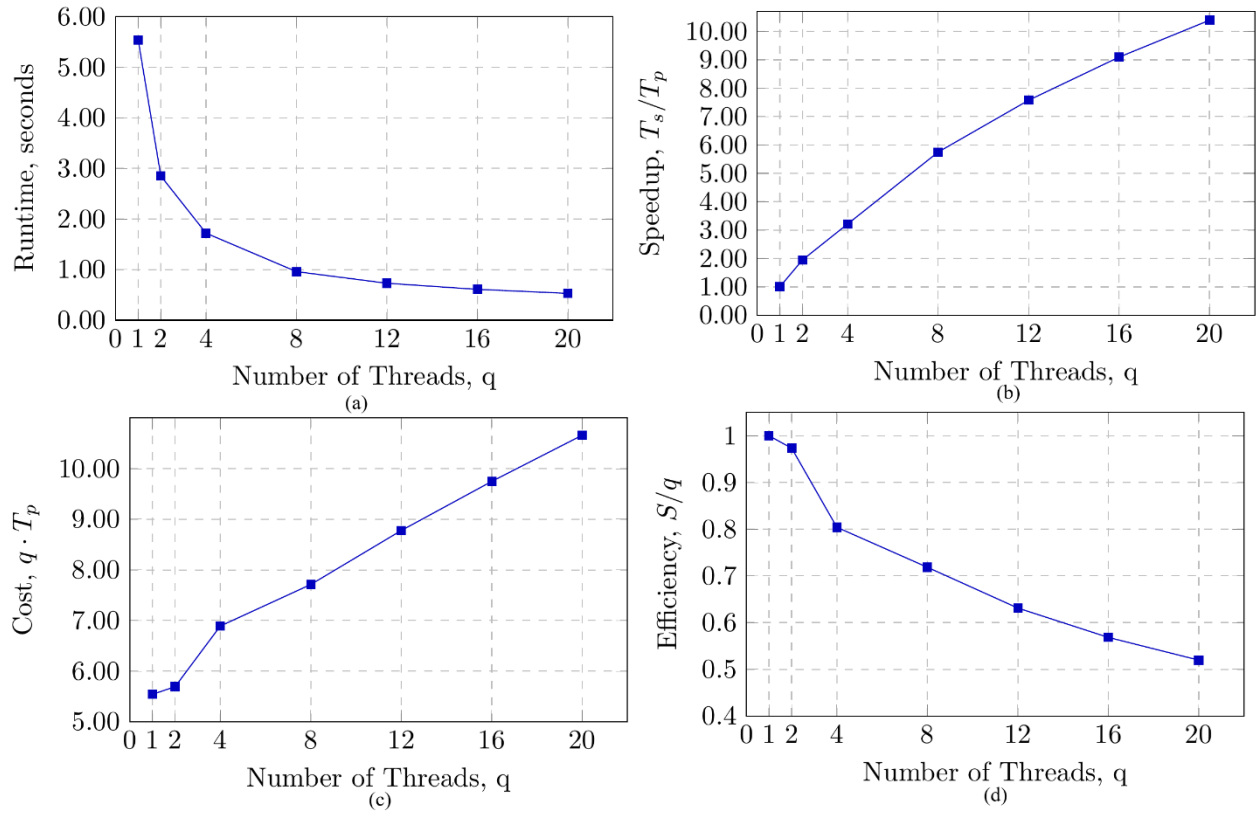 6.00
5.00
4.00
3.00
2.00
1.00
0.00
Runtime, seconds
0 1 2 4 8 12 16 20
Number of Threads, q
(a)
10.00
9.00
8.00
7.00
6.00
5.00
4.00
3.00
2.00
1.00
0.00
Speedup, T_s/T_p
0 1 2 4 8 12 16 20
Number of Threads, q
(b)
10.00
9.00
8.00
7.00
6.00
5.00
Cost, q · T_p
0 1 2 4 8 12 16 20
Number of Threads, q
(c)
1
0.9
0.8
0.7
0.6
0.5
0.4
Efficiency, S/q
0 1 2 4 8 12 16 20
Number of Threads, q
(d)